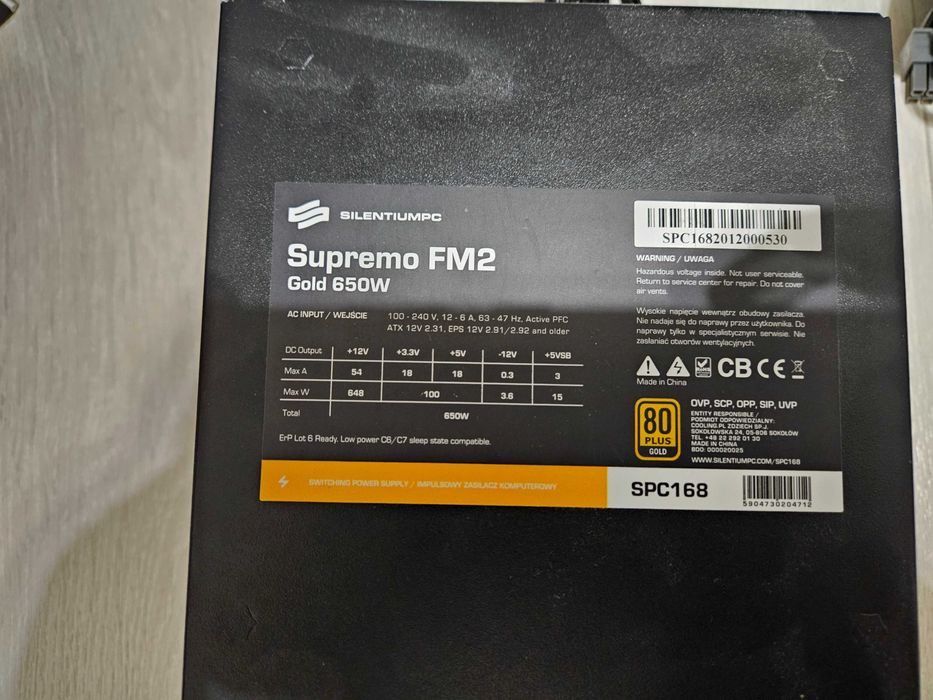 SILENTIUMPC
Supremo FM2
Gold 650W
AC INPUT / WEJŚCIE 100 - 240 V, 12 - 6 A, 63 - 47 Hz, Active PFC
ATX 12V 2.31, EPS 12V 2.91/2.92 and older
DC Output +12V +3.3V +5V -12V +5VSB
Max A 54 18 18 0.3 3
Max W 648 100 3.6 15
Total 650W
ErP Lot 6 Ready. Low power C6/C7 sleep state compatible.
SWITCHING POWER SUPPLY / IMPULSOWY ZASILACZ KOMPUTEROWY
SPC1682012000530
WARNING / UWAGA
Hazardous voltage inside. Not user serviceable.
Return to service center for repair. Do not cover
air vents.
Wysokie napięcie wewnątrz obudowy zasilacza.
Nie nadaje się do naprawy przez użytkownika. Do
naprawy tylko w specjalistycznym serwisie. Nie
zasłaniać otworów wentylacyjnych.
CB CE
Made in China
80
PLUS
GOLD
OVP, SCP, OPP, SIP, UVP
ENTITY RESPONSIBLE /
PODMIOT ODPOWIEDZIALNY:
COOLING.PL ZDZIECH SP.J.
SOKOŁOWSKA 24, 05-806 SOKOŁÓW
TEL. +48 22 292 01 30
MADE IN CHINA
BDO: 000020025
WWW.SILENTIUMPC.COM/SPC168
SPC168
5904730204712